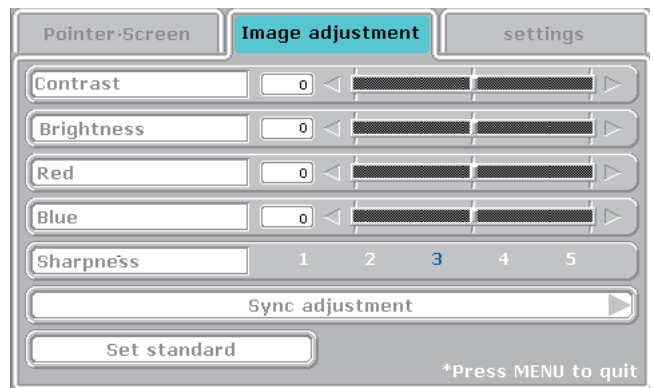 Pointer·Screen Image adjustment settings
Contrast 0
Brightness 0
Red 0
Blue 0
Sharpness 1 2 3 4 5
Sync adjustment
Set standard
*Press MENU to quit